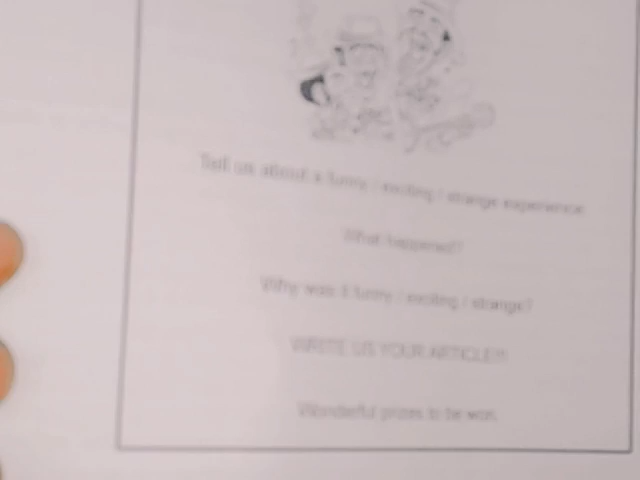 Tell us about a funny / exciting / strange experience.
What happened?
Why was it funny / exciting / strange?
WRITE US YOUR ARTICLE!!!
Wonderful prizes to be won.